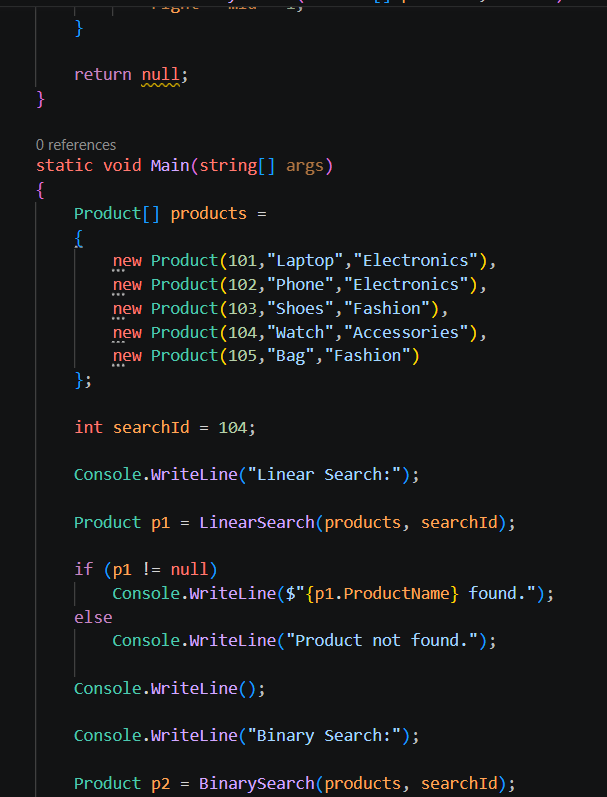 }
return null;
}
0 references
static void Main(string[] args)
{
Product[] products =
{
new Product(101,"Laptop","Electronics"),
new Product(102,"Phone","Electronics"),
new Product(103,"Shoes","Fashion"),
new Product(104,"Watch","Accessories"),
new Product(105,"Bag","Fashion")
};
int searchId = 104;
Console.WriteLine("Linear Search:");
Product p1 = LinearSearch(products, searchId);
if (p1 != null)
Console.WriteLine($"{p1.ProductName} found.");
else
Console.WriteLine("Product not found.");
Console.WriteLine();
Console.WriteLine("Binary Search:");
Product p2 = BinarySearch(products, searchId);